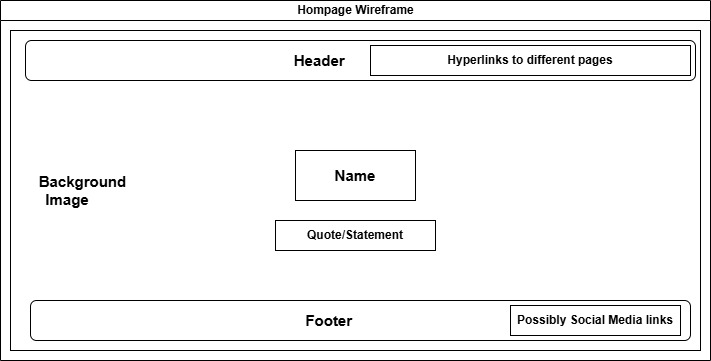 Hompage Wireframe
Header
Hyperlinks to different pages
Name
Background
Image
Quote/Statement
Footer
Possibly Social Media links